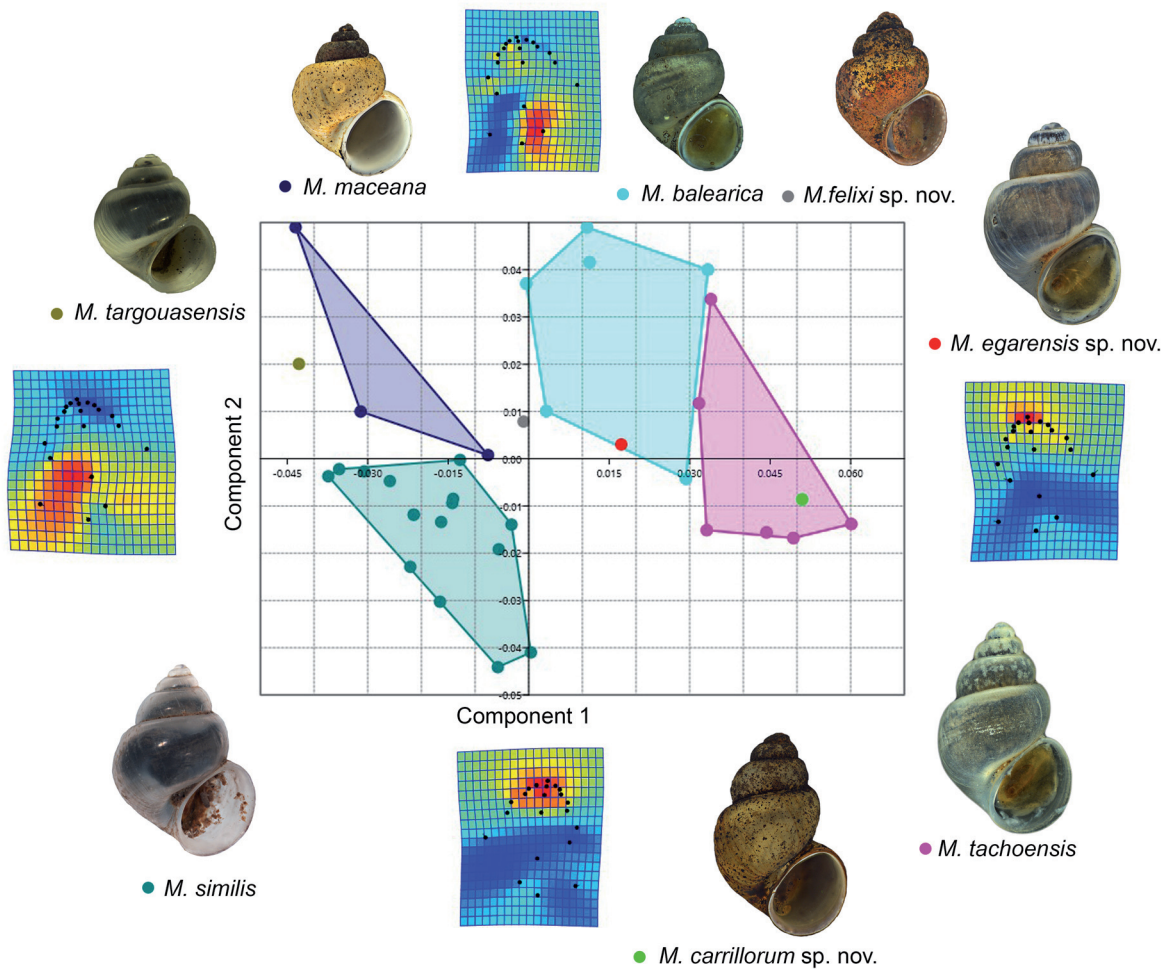 M. maceana
M. balearica
M.felixi sp. nov.
M. targouasensis
M. egarensis sp. nov.
Component 2
0.04
0.03
0.02
0.01
0.00
-0.045
-0.030
-0.015
0.015
0.030
0.045
0.060
-0.01
-0.02
-0.03
-0.04
-0.05
Component 1
M. similis
M. tachoensis
M. carrillorum sp. nov.